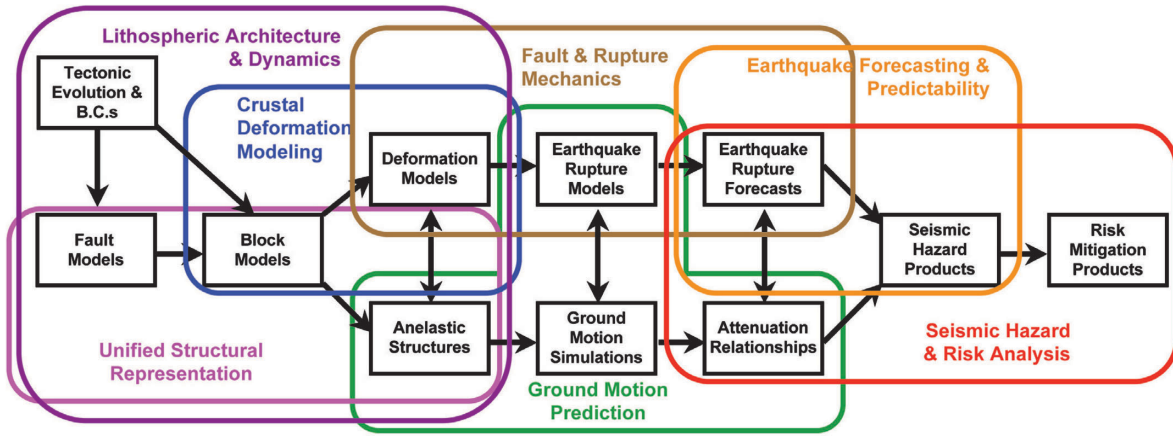 Lithospheric Architecture
& Dynamics
Fault & Rupture
Mechanics
Earthquake Forecasting &
Predictability
Tectonic
Evolution &
B.C.s
Crustal
Deformation
Modeling
Deformation
Models
Earthquake
Rupture
Models
Earthquake
Rupture
Forecasts
Fault
Models
Block
Models
Seismic
Hazard
Products
Risk
Mitigation
Products
Anelastic
Structures
Ground
Motion
Simulations
Attenuation
Relationships
Unified Structural
Representation
Ground Motion
Prediction
Seismic Hazard
& Risk Analysis